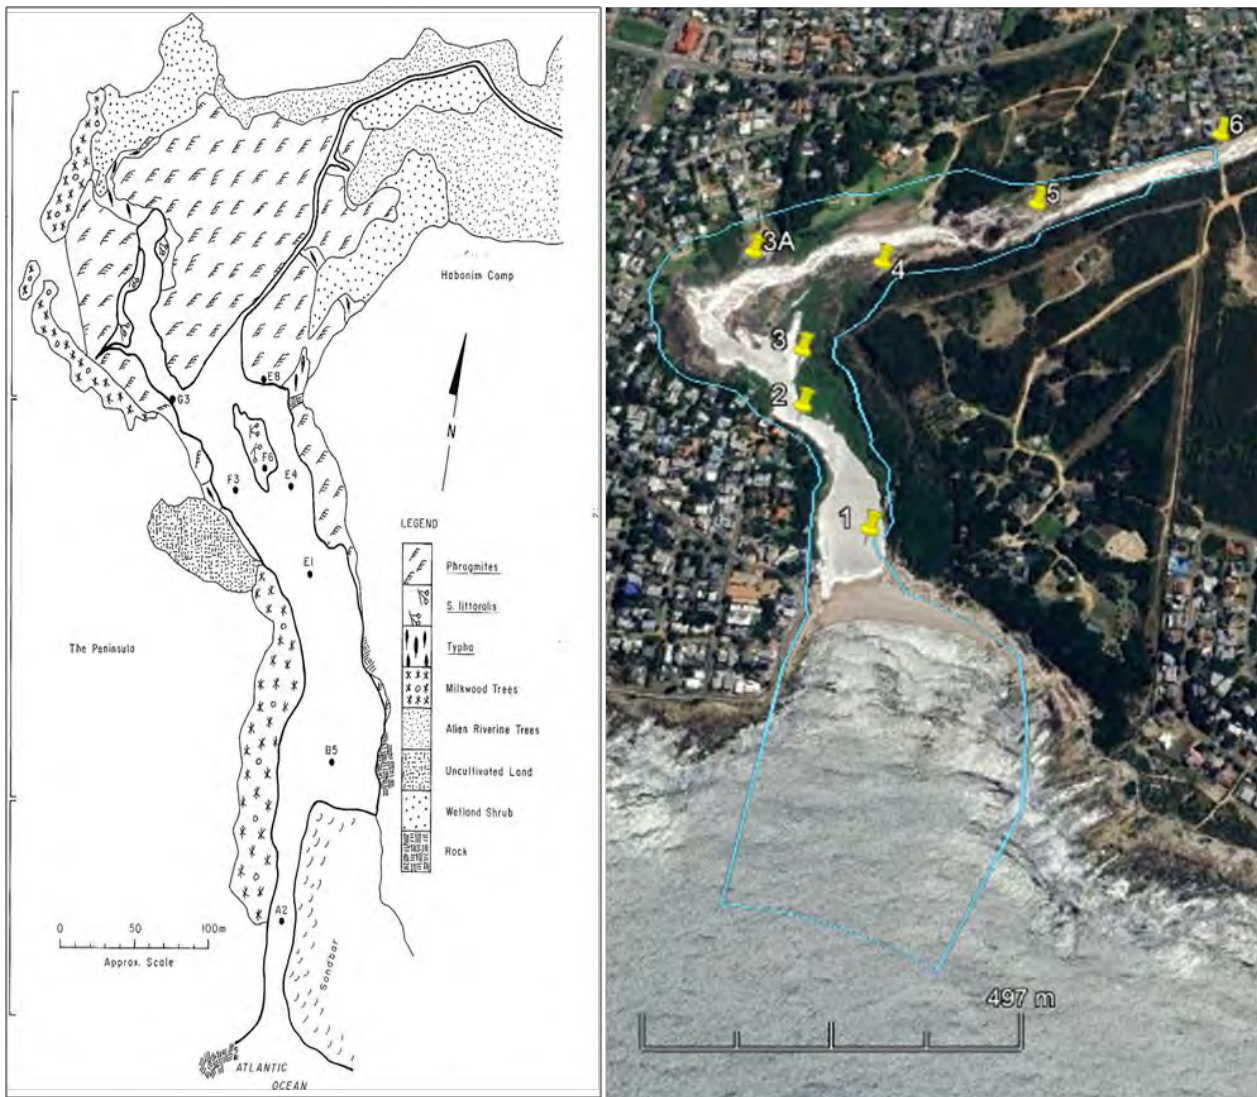 Habonim Camp
N
E8
G3
F6
F3
E4
E1
The Peninsula
B5
A2
LEGEND
Phragmites
S. littoralis
Typha
Milkwood Trees
Alien Riverine Trees
Uncultivated Land
Wetland Shrub
Rock
0 50 100m
Approx. Scale
Sandbar
ATLANTIC
OCEAN
6
5
3A
4
3
2
1
497 m